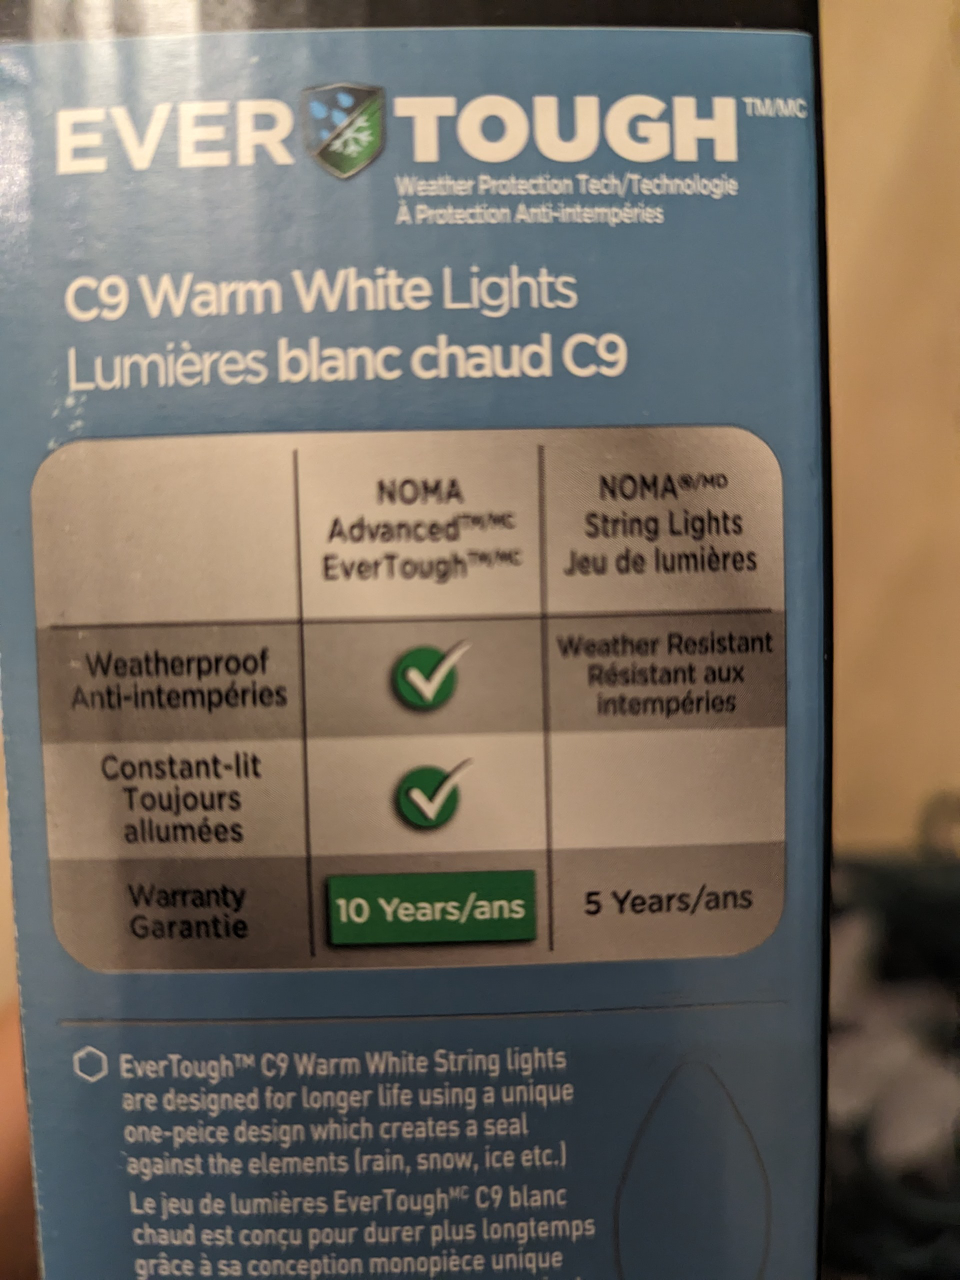 EVER TOUGH TM/MC
Weather Protection Tech/Technologie
À Protection Anti-intempéries
C9 Warm White Lights
Lumières blanc chaud C9
NOMA
Advanced™/MC
EverTough™/MC
NOMA®/MD
String Lights
Jeu de lumières
Weatherproof
Anti-intempéries
Weather Resistant
Résistant aux
intempéries
Constant-lit
Toujours
allumées
Warranty
Garantie
10 Years/ans
5 Years/ans
EverTough™ C9 Warm White String lights
are designed for longer life using a unique
one-peice design which creates a seal
against the elements (rain, snow, ice etc.)
Le jeu de lumières EverTough MC C9 blanc
chaud est conçu pour durer plus longtemps
grâce à sa conception monopièce unique